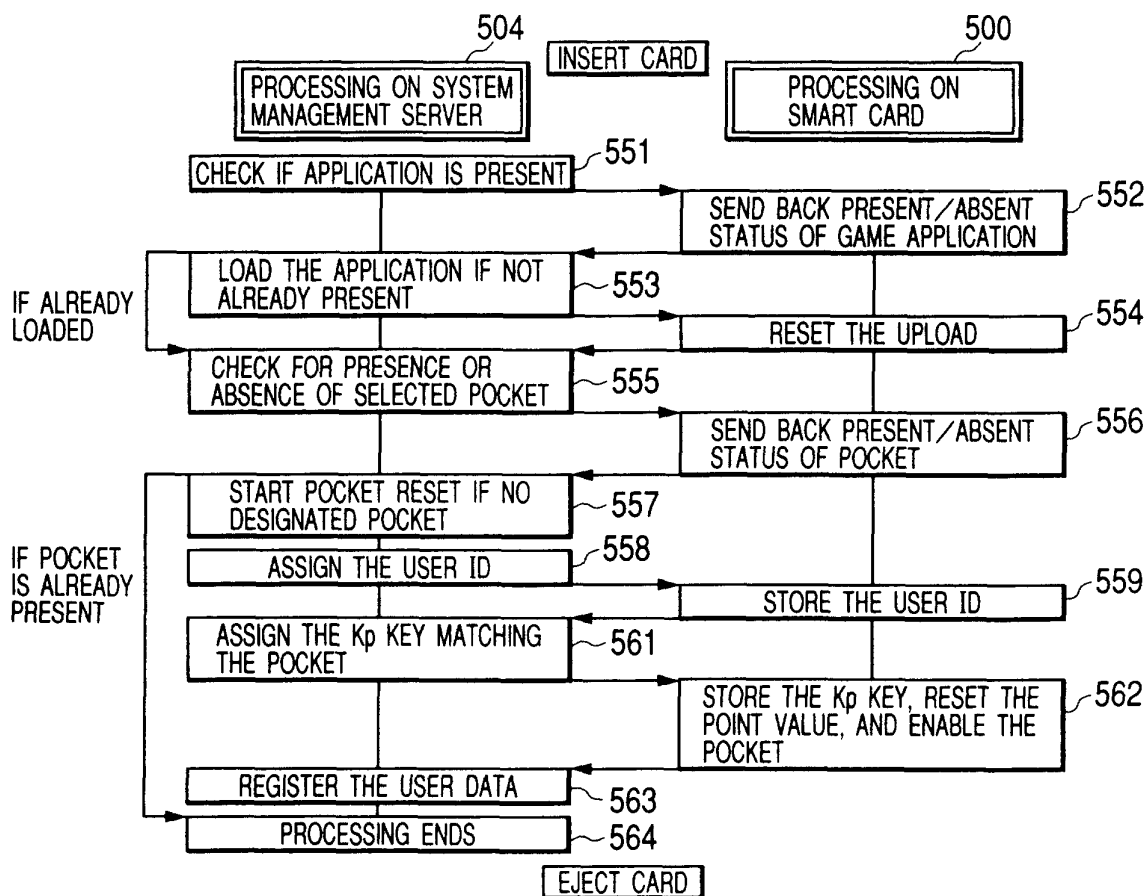 504
INSERT CARD
500
PROCESSING ON SYSTEM
MANAGEMENT SERVER
PROCESSING ON
SMART CARD
CHECK IF APPLICATION IS PRESENT
551
SEND BACK PRESENT/ABSENT
STATUS OF GAME APPLICATION
552
LOAD THE APPLICATION IF NOT
ALREADY PRESENT
553
IF ALREADY
LOADED
RESET THE UPLOAD
554
CHECK FOR PRESENCE OR
ABSENCE OF SELECTED POCKET
555
SEND BACK PRESENT/ABSENT
STATUS OF POCKET
556
START POCKET RESET IF NO
DESIGNATED POCKET
557
IF POCKET
IS ALREADY
PRESENT
ASSIGN THE USER ID
558
STORE THE USER ID
559
ASSIGN THE Kp KEY MATCHING
THE POCKET
561
STORE THE Kp KEY, RESET THE
POINT VALUE, AND ENABLE THE
POCKET
562
REGISTER THE USER DATA
563
PROCESSING ENDS
564
EJECT CARD